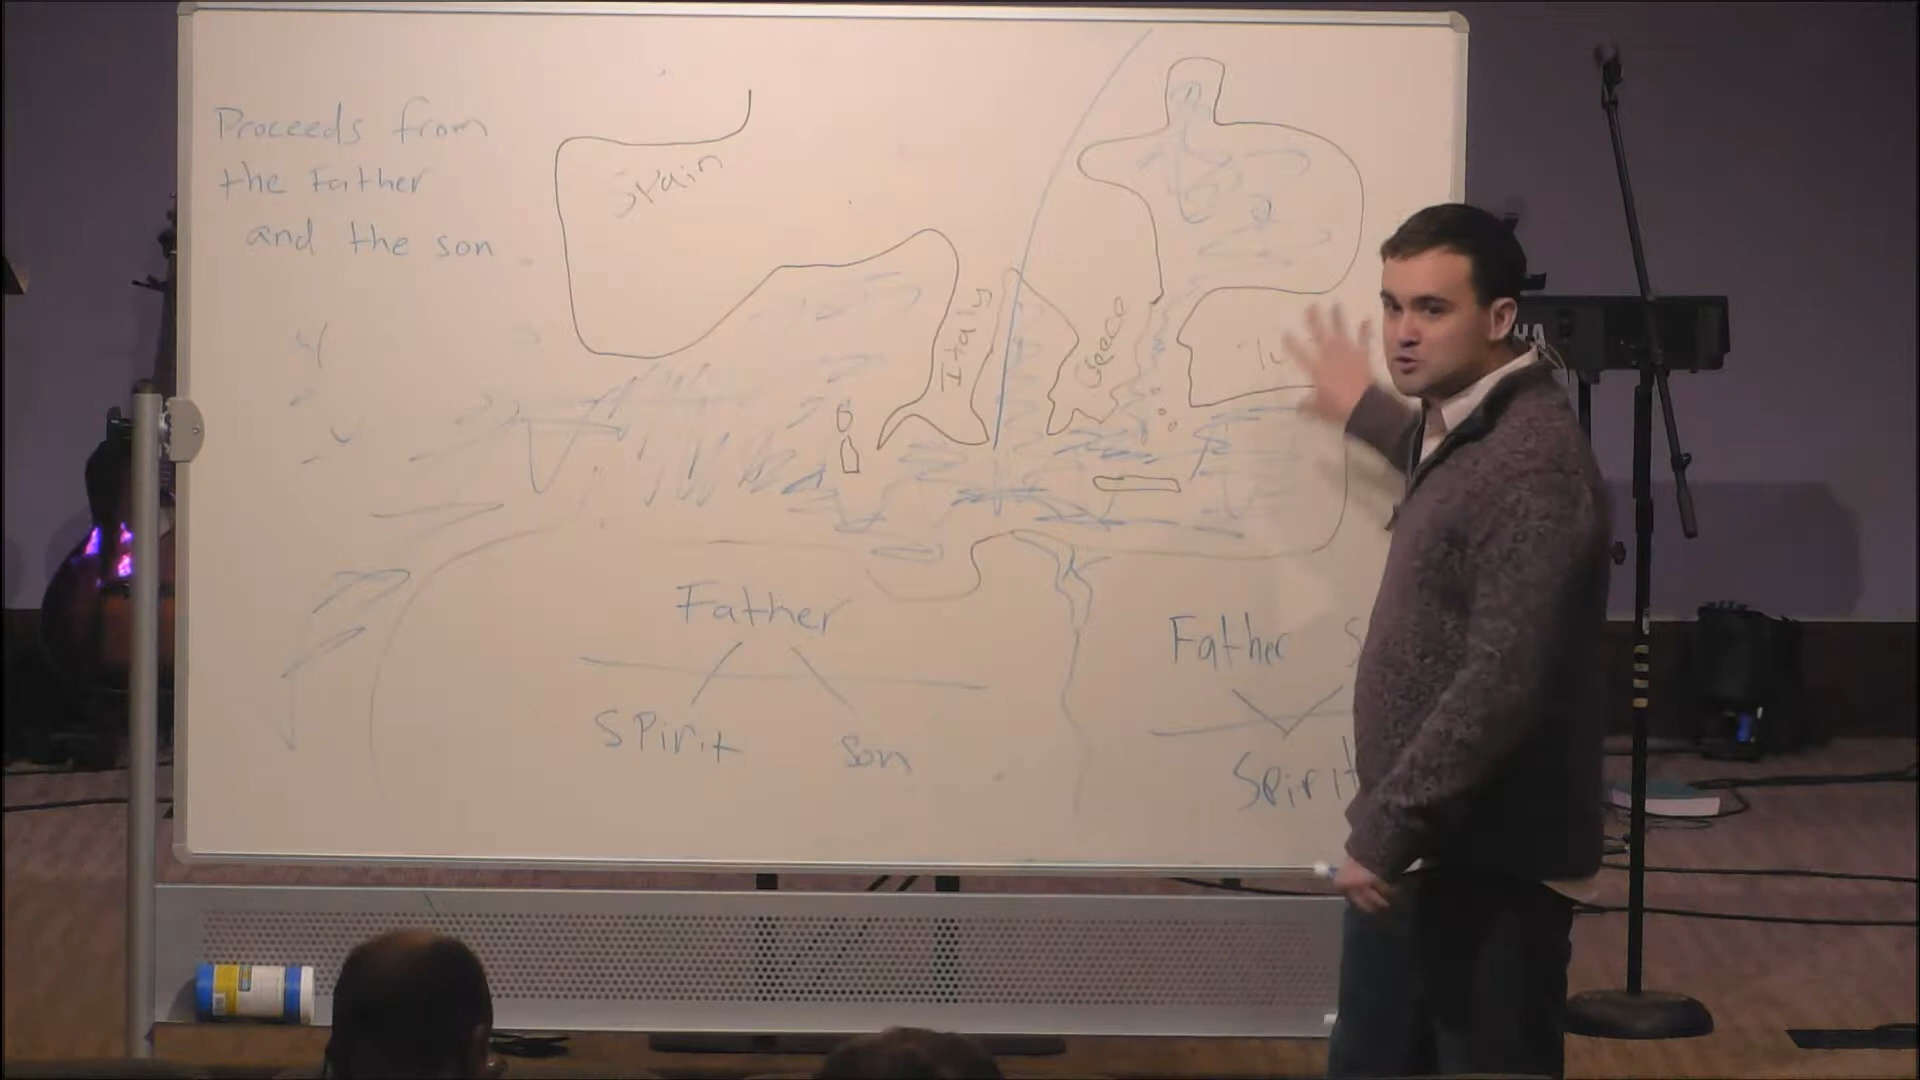 Proceeds from
the Father
and the son
Spain
Italy
Greece
Father
Spirit son
Father
Spirit